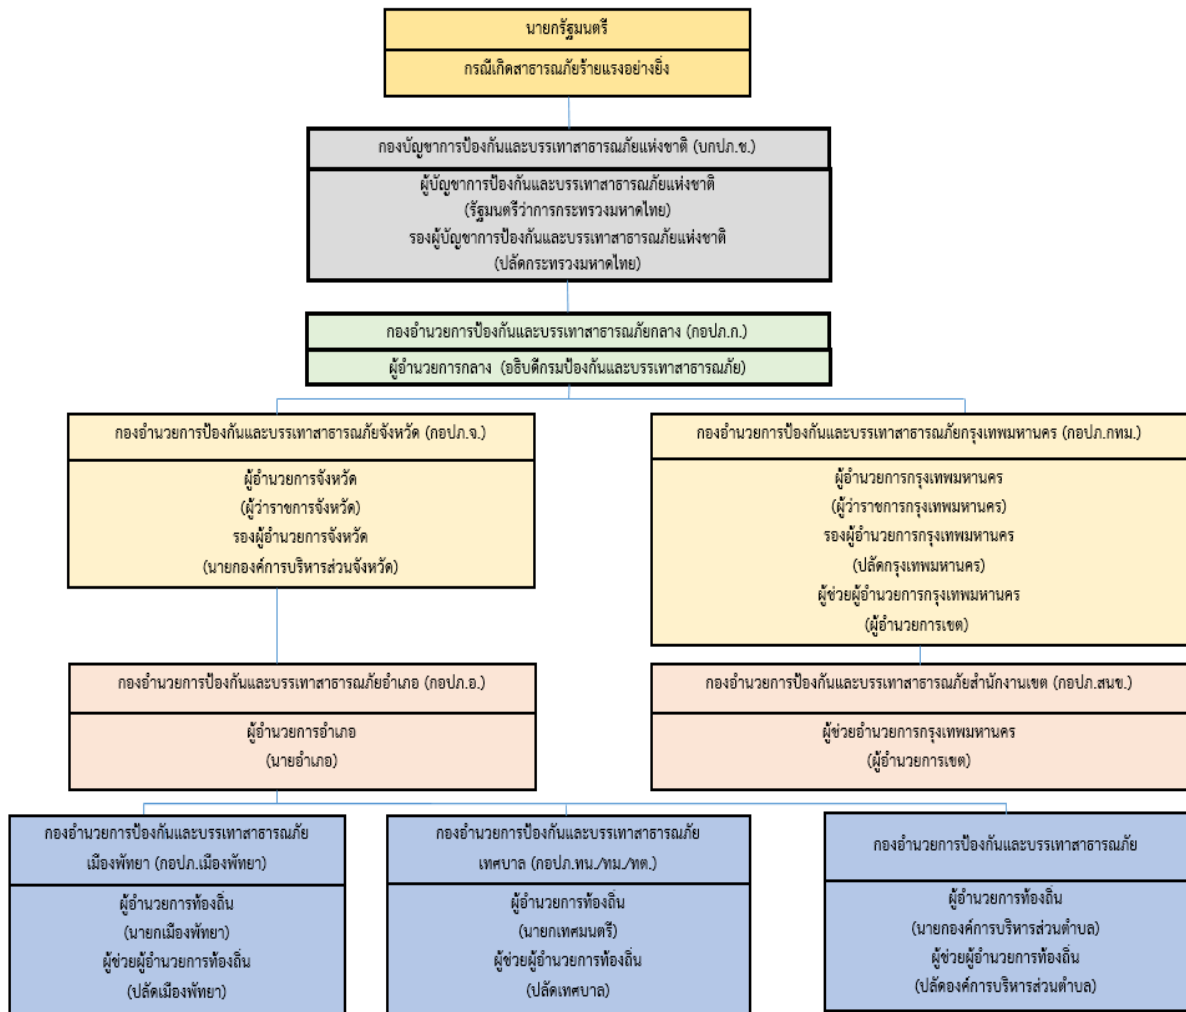 นายกรัฐมนตรี
กรณีเกิดสาธารณภัยร้ายแรงอย่างยิ่ง
กองบัญชาการป้องกันและบรรเทาสาธารณภัยแห่งชาติ (บกปภ.ช.)
ผู้บัญชาการป้องกันและบรรเทาสาธารณภัยแห่งชาติ
(รัฐมนตรีว่าการกระทรวงมหาดไทย)
รองผู้บัญชาการป้องกันและบรรเทาสาธารณภัยแห่งชาติ
(ปลัดกระทรวงมหาดไทย)
กองอำนวยการป้องกันและบรรเทาสาธารณภัยกลาง (กอปภ.ก.)
ผู้อำนวยการกลาง (อธิบดีกรมป้องกันและบรรเทาสาธารณภัย)
กองอำนวยการป้องกันและบรรเทาสาธารณภัยจังหวัด (กอปภ.จ.)
ผู้อำนวยการจังหวัด
(ผู้ว่าราชการจังหวัด)
รองผู้อำนวยการจังหวัด
(นายกองค์การบริหารส่วนจังหวัด)
กองอำนวยการป้องกันและบรรเทาสาธารณภัยกรุงเทพมหานคร (กอปภ.กทม.)
ผู้อำนวยการกรุงเทพมหานคร
(ผู้ว่าราชการกรุงเทพมหานคร)
รองผู้อำนวยการกรุงเทพมหานคร
(ปลัดกรุงเทพมหานคร)
ผู้ช่วยผู้อำนวยการกรุงเทพมหานคร
(ผู้อำนวยการเขต)
กองอำนวยการป้องกันและบรรเทาสาธารณภัยอำเภอ (กอปภ.อ.)
ผู้อำนวยการอำเภอ
(นายอำเภอ)
กองอำนวยการป้องกันและบรรเทาสาธารณภัยสำนักงานเขต (กอปภ.สนข.)
ผู้ช่วยอำนวยการกรุงเทพมหานคร
(ผู้อำนวยการเขต)
กองอำนวยการป้องกันและบรรเทาสาธารณภัย
เมืองพัทยา (กอปภ.เมืองพัทยา)
ผู้อำนวยการท้องถิ่น
(นายกเมืองพัทยา)
ผู้ช่วยผู้อำนวยการท้องถิ่น
(ปลัดเมืองพัทยา)
กองอำนวยการป้องกันและบรรเทาสาธารณภัย
เทศบาล (กอปภ.ทน./ทม./ทต.)
ผู้อำนวยการท้องถิ่น
(นายกเทศมนตรี)
ผู้ช่วยผู้อำนวยการท้องถิ่น
(ปลัดเทศบาล)
กองอำนวยการป้องกันและบรรเทาสาธารณภัย
ผู้อำนวยการท้องถิ่น
(นายกองค์การบริหารส่วนตำบล)
ผู้ช่วยผู้อำนวยการท้องถิ่น
(ปลัดองค์การบริหารส่วนตำบล)